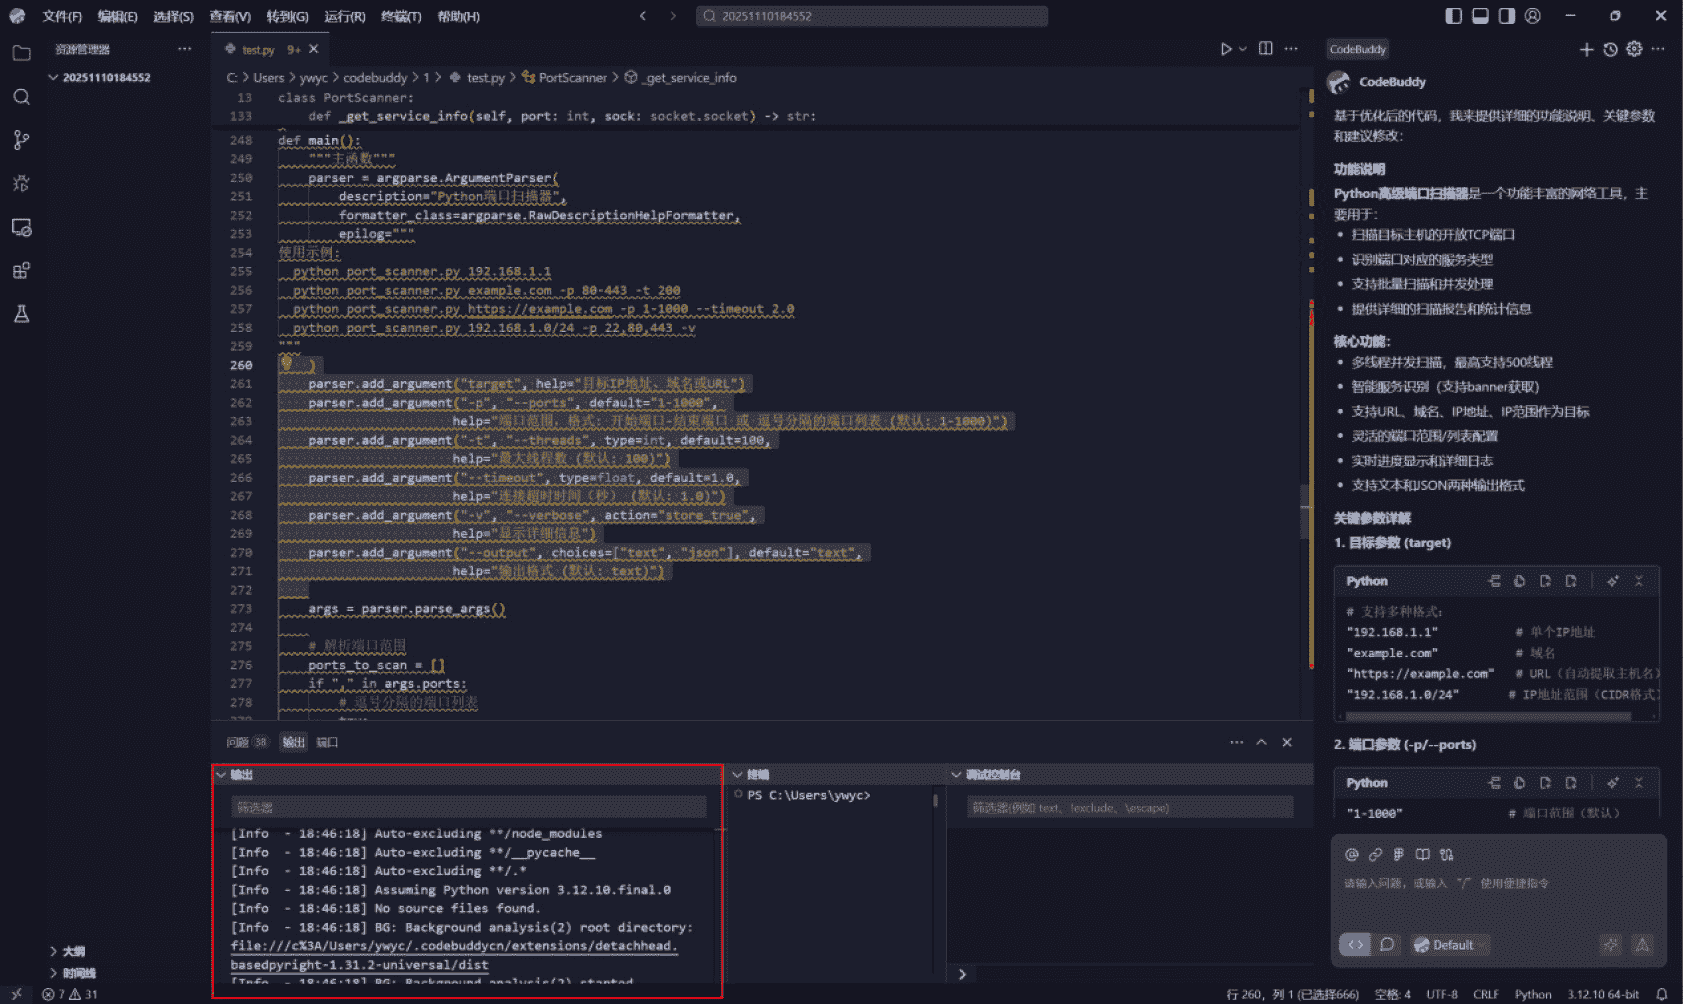 文件(F) 编辑(E) 选择(S) 查看(V) 转到(G) 运行(R) 终端(T) 帮助(H)
20251110184552
资源管理器
20251110184552
test.py 9+
C: > Users > ywyc > codebuddy > 1 > test.py > PortScanner > _get_service_info
13 class PortScanner:
133 def _get_service_info(self, port: int, sock: socket.socket) -> str:
248 def main():
249 """主函数"""
250 parser = argparse.ArgumentParser(
251 description="Python端口扫描器",
252 formatter_class=argparse.RawDescriptionHelpFormatter,
253 epilog="""
254 使用示例:
255 python port_scanner.py 192.168.1.1
256 python port_scanner.py example.com -p 80-443 -t 200
257 python port_scanner.py https://example.com -p 1-1000 --timeout 2.0
258 python port_scanner.py 192.168.1.0/24 -p 22,80,443 -v
259 """
260 )
261 parser.add_argument("target", help="目标IP地址、域名或URL")
262 parser.add_argument("-p", "--ports", default="1-1000",
263 help="端口范围，格式: 开始端口-结束端口 或 逗号分隔的端口列表 (默认: 1-1000)")
264 parser.add_argument("-t", "--threads", type=int, default=100,
265 help="最大线程数 (默认: 100)")
266 parser.add_argument("--timeout", type=float, default=1.0,
267 help="连接超时时间（秒） (默认: 1.0)")
268 parser.add_argument("-v", "--verbose", action="store_true",
269 help="显示详细信息")
270 parser.add_argument("--output", choices=["text", "json"], default="text",
271 help="输出格式 (默认: text)")
272
273 args = parser.parse_args()
274
275 # 解析端口范围
276 ports_to_scan = []
277 if "," in args.ports:
278 # 逗号分隔的端口列表
279 try:
问题 38 输出 端口
输出
筛选器
[Info - 18:46:18] Auto-excluding **/node_modules
[Info - 18:46:18] Auto-excluding **/__pycache__
[Info - 18:46:18] Auto-excluding **/.*
[Info - 18:46:18] Assuming Python version 3.12.10.final.0
[Info - 18:46:18] No source files found.
[Info - 18:46:18] BG: Background analysis(2) root directory:
file:///c%3A/Users/ywyc/.codebuddycn/extensions/detachhead.
basedpyright-1.31.2-universal/dist
[Info - 18:46:18] BG: Background analysis(2) started
终端
PS C:\Users\ywyc>
调试控制台
筛选器(例如 text、!exclude、\escape)
CodeBuddy
CodeBuddy
基于优化后的代码，我来提供详细的功能说明、关键参数
和建议修改:
功能说明
Python高级端口扫描器是一个功能丰富的网络工具，主
要用于:
• 扫描目标主机的开放TCP端口
• 识别端口对应的服务类型
• 支持批量扫描和并发处理
• 提供详细的扫描报告和统计信息
核心功能:
• 多线程并发扫描，最高支持500线程
• 智能服务识别（支持banner获取）
• 支持URL、域名、IP地址、IP范围作为目标
• 灵活的端口范围/列表配置
• 实时进度显示和详细日志
• 支持文本和JSON两种输出格式
关键参数详解
1. 目标参数 (target)
Python
# 支持多种格式:
"192.168.1.1" # 单个IP地址
"example.com" # 域名
"https://example.com" # URL（自动提取主机名）
"192.168.1.0/24" # IP地址范围（CIDR格式）
2. 端口参数 (-p/--ports)
Python
"1-1000" # 端口范围（默认）
请输入问题，或输入 "/" 使用便捷指令
Default
大纲
时间线
7 31
行 260，列 1 (已选择666) 空格: 4 UTF-8 CRLF Python 3.12.10 64-bit